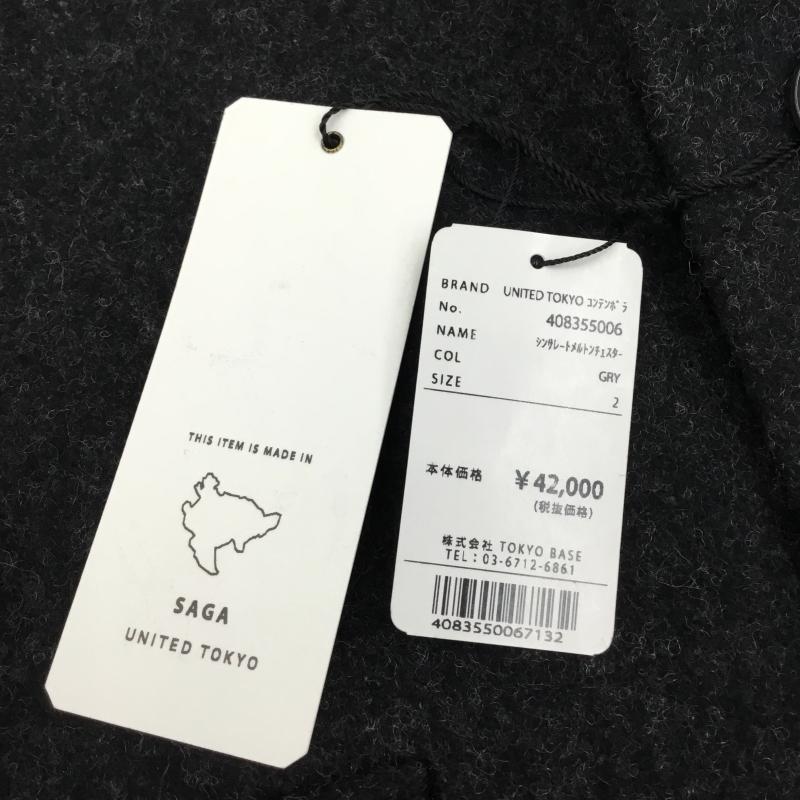 THIS ITEM IS MADE IN
SAGA
UNITED TOKYO
BRAND UNITED TOKYO ｺﾝﾃﾝﾎﾟﾗ
No. 408355006
NAME ｼﾝｻﾚｰﾄﾒﾙﾄﾝﾁｪｽﾀｰ
COL GRY
SIZE 2
本体価格 ￥42,000
(税抜価格)
株式会社 TOKYO BASE
TEL：03-6712-6861
4083550067132